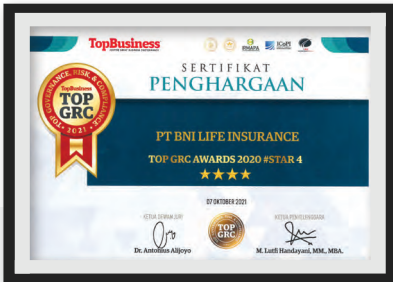 TopBusiness
SERTIFIKAT
PENGHARGAAN
TOP GOVERNANCE, RISK & COMPLIANCE
TopBusiness
TOP
GRC
2021
PT BNI LIFE INSURANCE
TOP GRC AWARDS 2020 #STAR 4
07 OKTOBER 2021
KETUA DEWAN JURI
KETUA PENYELENGGARA
TOP
GRC
Dr. Antonius Alijoyo
M. Lutfi Handayani, MM., MBA.